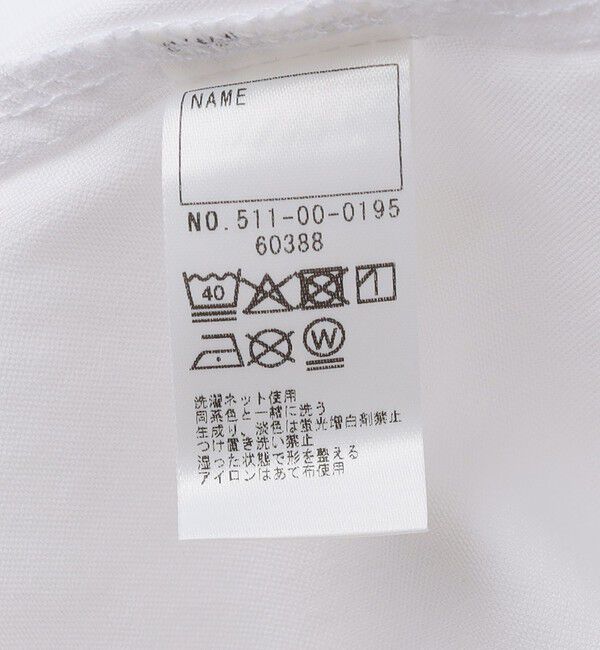 NAME
NO.511-00-0195
60388
40
W
洗濯ネット使用
同系色と一緒に洗う
生成り、淡色は蛍光増白剤禁止
つけ置き洗い禁止
湿った状態で形を整える
アイロンはあて布使用